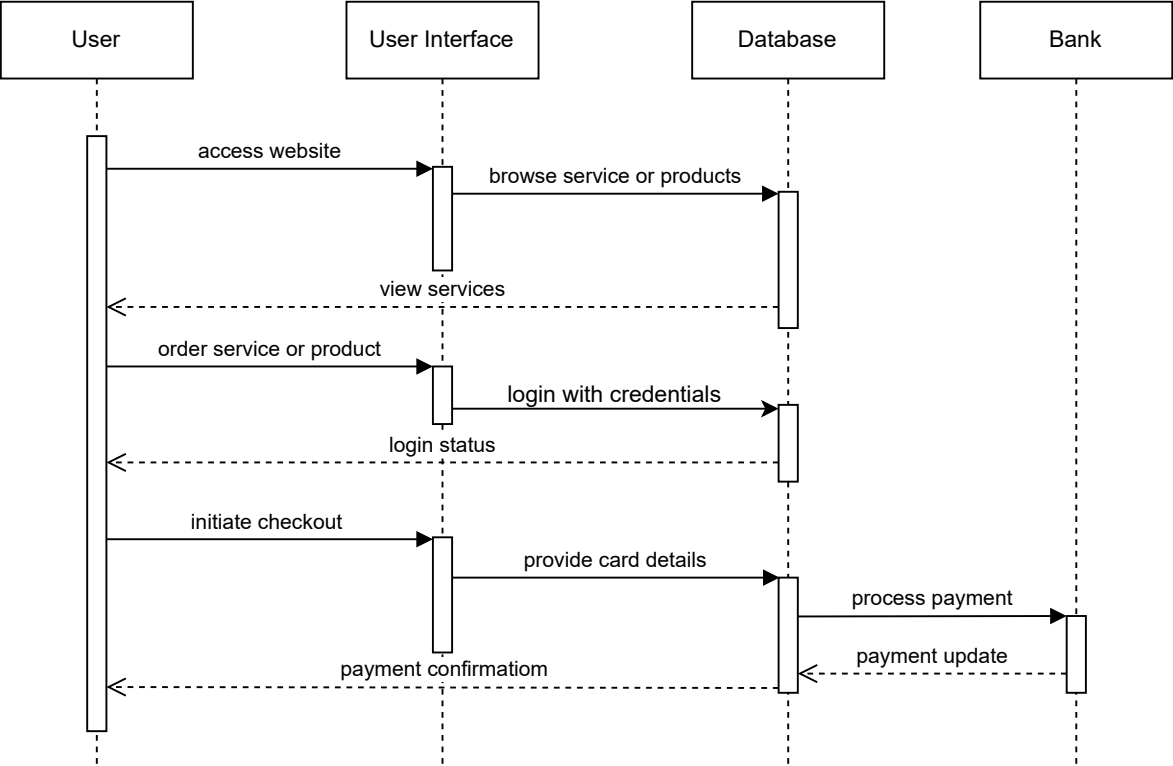 User
User Interface
Database
Bank
access website
browse service or products
view services
order service or product
login with credentials
login status
initiate checkout
provide card details
process payment
payment update
payment confirmatiom